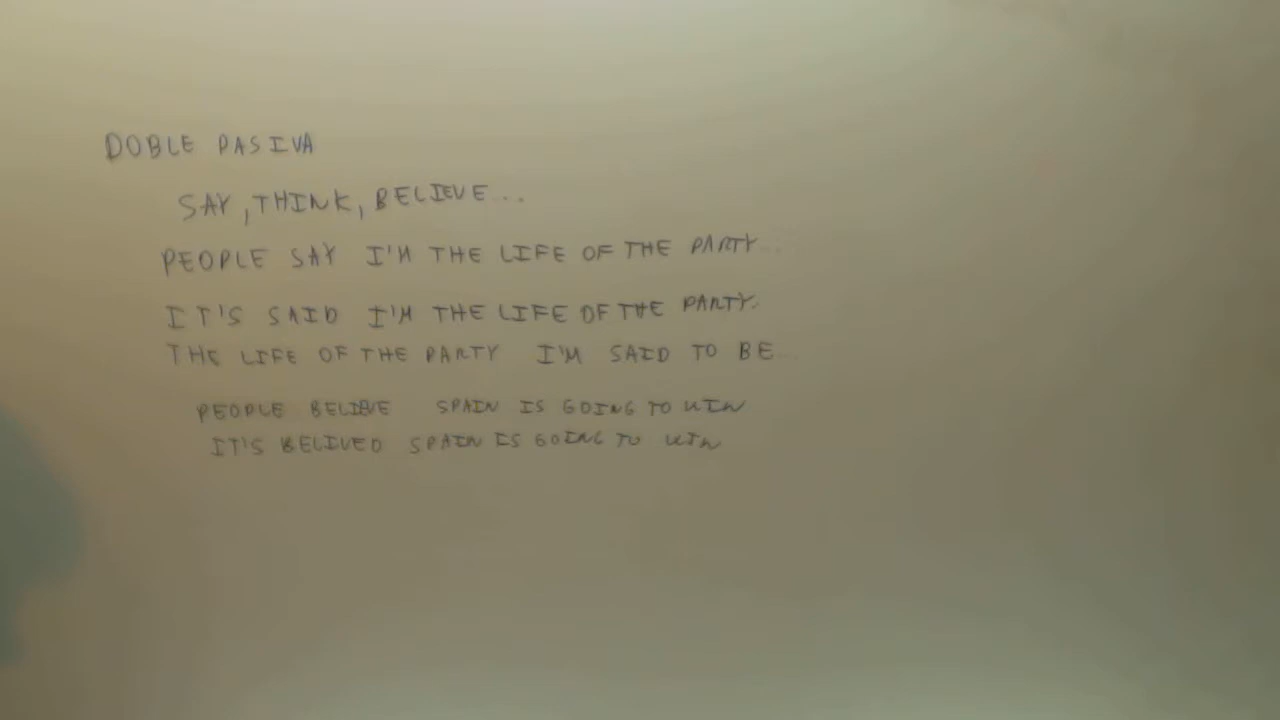 DOBLE PASIVA
SAY, THINK, BELIEVE...
PEOPLE SAY I'M THE LIFE OF THE PARTY...
IT'S SAID I'M THE LIFE OF THE PARTY.
THE LIFE OF THE PARTY I'M SAID TO BE...
PEOPLE BELIEVE SPAIN IS GOING TO WIN
IT'S BELIVED SPAIN IS GOING TO WIN